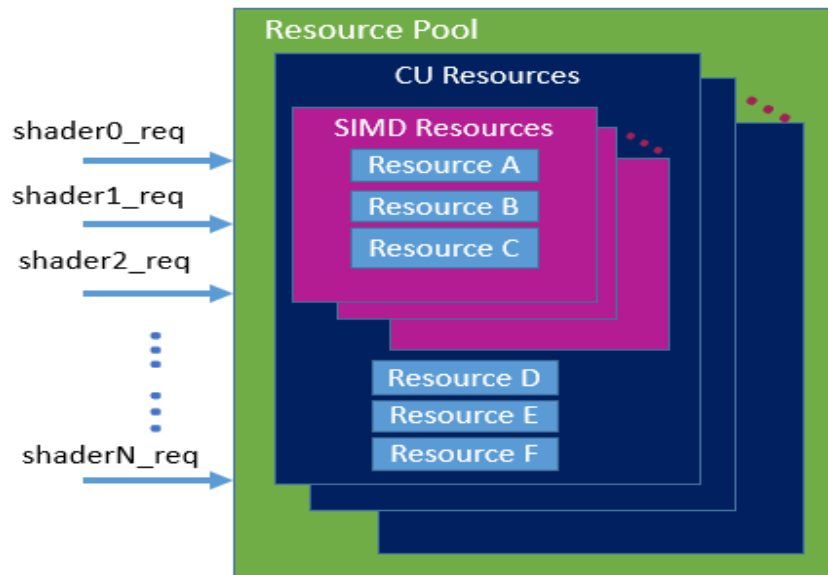 Resource Pool
CU Resources
SIMD Resources
Resource A
Resource B
Resource C
Resource D
Resource E
Resource F
shader0_req
shader1_req
shader2_req
shaderN_req